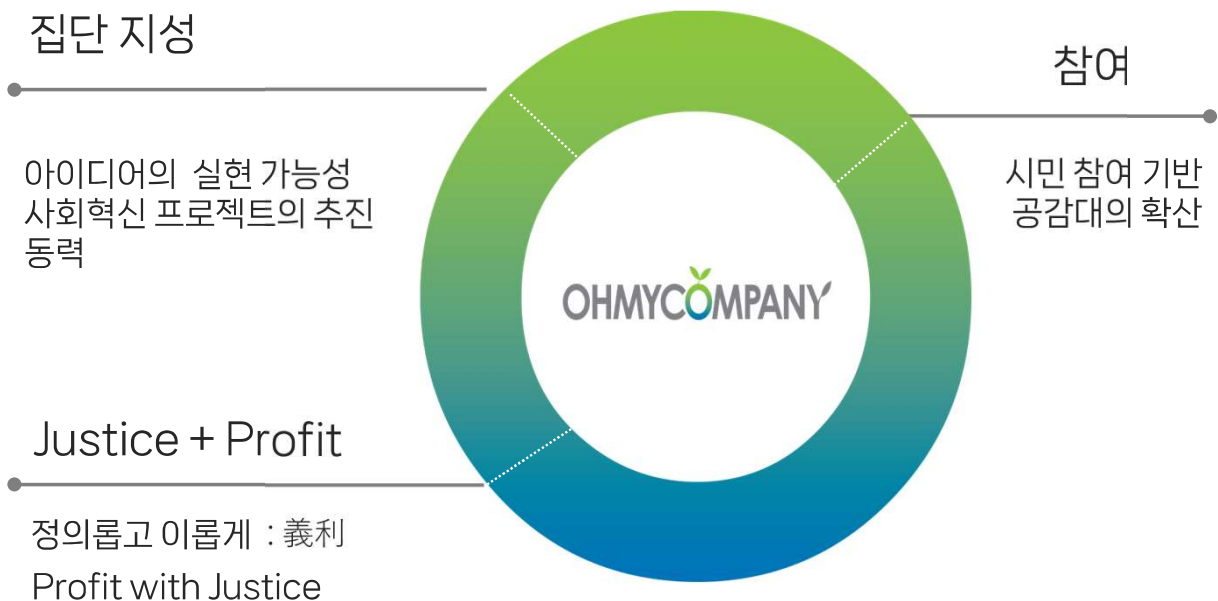 집단 지성
아이디어의 실현 가능성
사회혁신 프로젝트의 추진
동력
참여
시민 참여 기반
공감대의 확산
OHMYCOMPANY
Justice + Profit
정의롭고 이롭게 : 義利
Profit with Justice